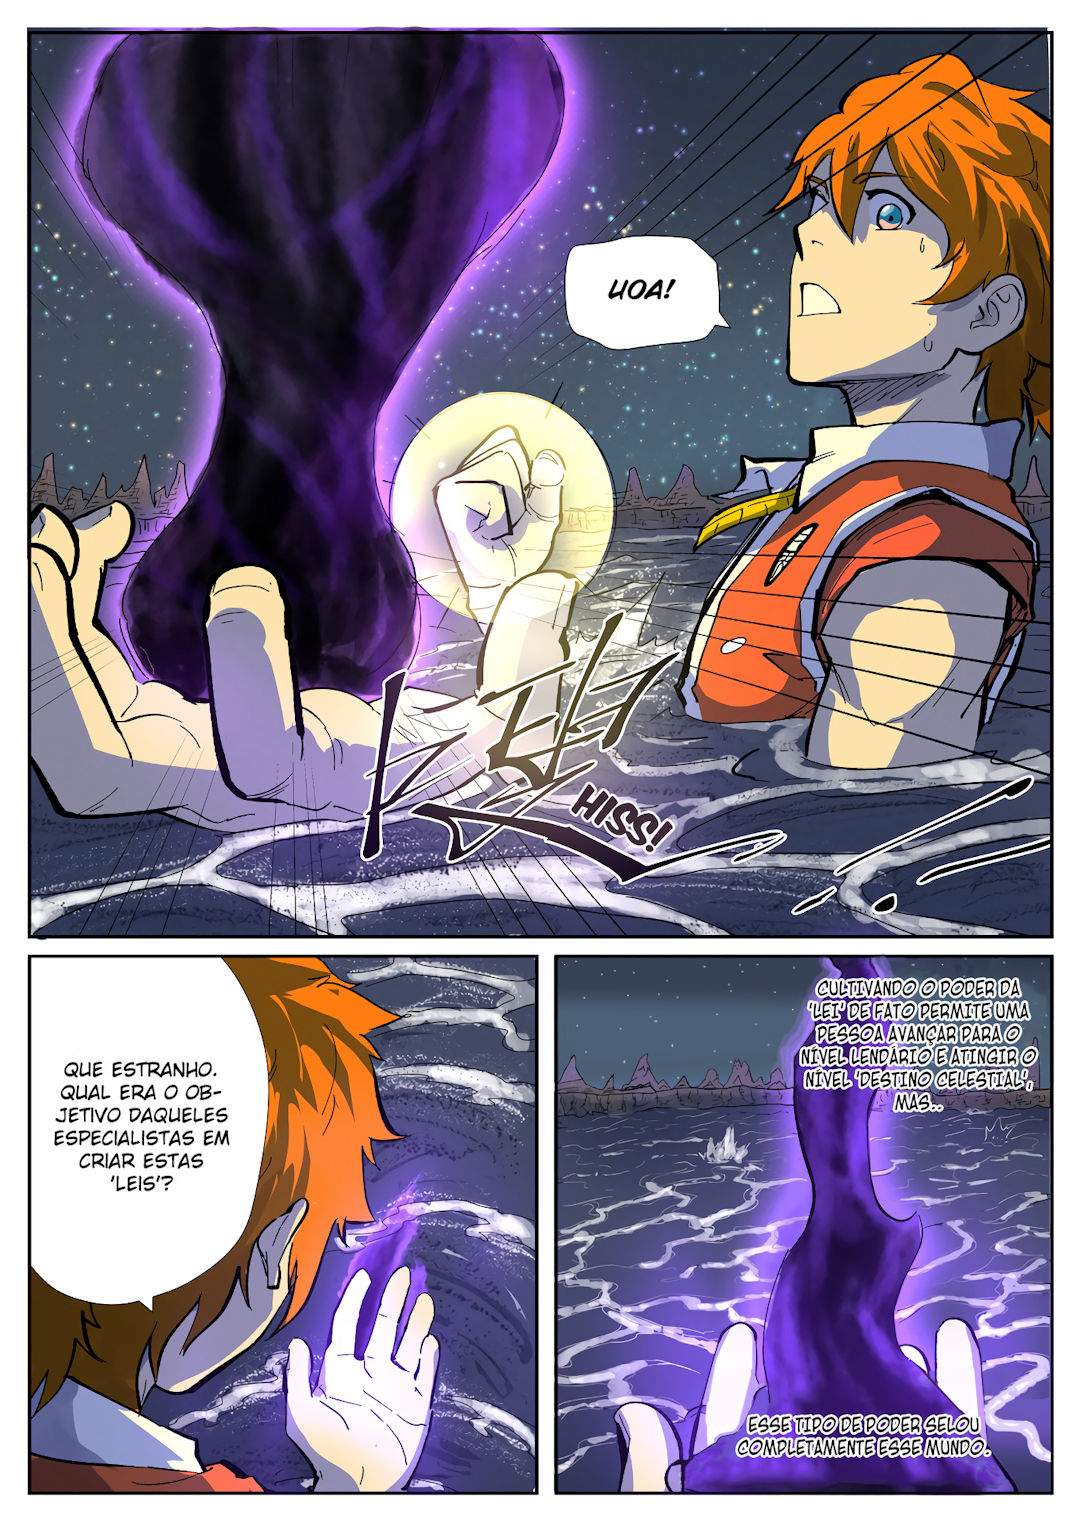 UOA!
HISS!
QUE ESTRANHO.
QUAL ERA O OB-
JETIVO DAQUELES
ESPECIALISTAS EM
CRIAR ESTAS
'LEIS'?
CULTIVANDO O PODER DA
'LEI' DE FATO PERMITE UMA
PESSOA AVANÇAR PARA O
NÍVEL LENDÁRIO E ATINGIR O
NÍVEL 'DESTINO CELESTIAL',
MAS..
ESSE TIPO DE PODER SELOU
COMPLETAMENTE ESSE MUNDO.